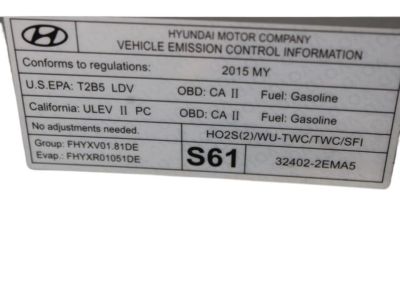 HYUNDAI MOTOR COMPANY
VEHICLE EMISSION CONTROL INFORMATION
Conforms to regulations: 2015 MY
U.S.EPA: T2B5 LDV OBD: CA II Fuel: Gasoline
California: ULEV II PC OBD: CA II Fuel: Gasoline
No adjustments needed. HO2S(2)/WU-TWC/TWC/SFI
Group: FHYXV01.81DE
Evap.: FHYXR01051DE
S61
32402-2EMA5